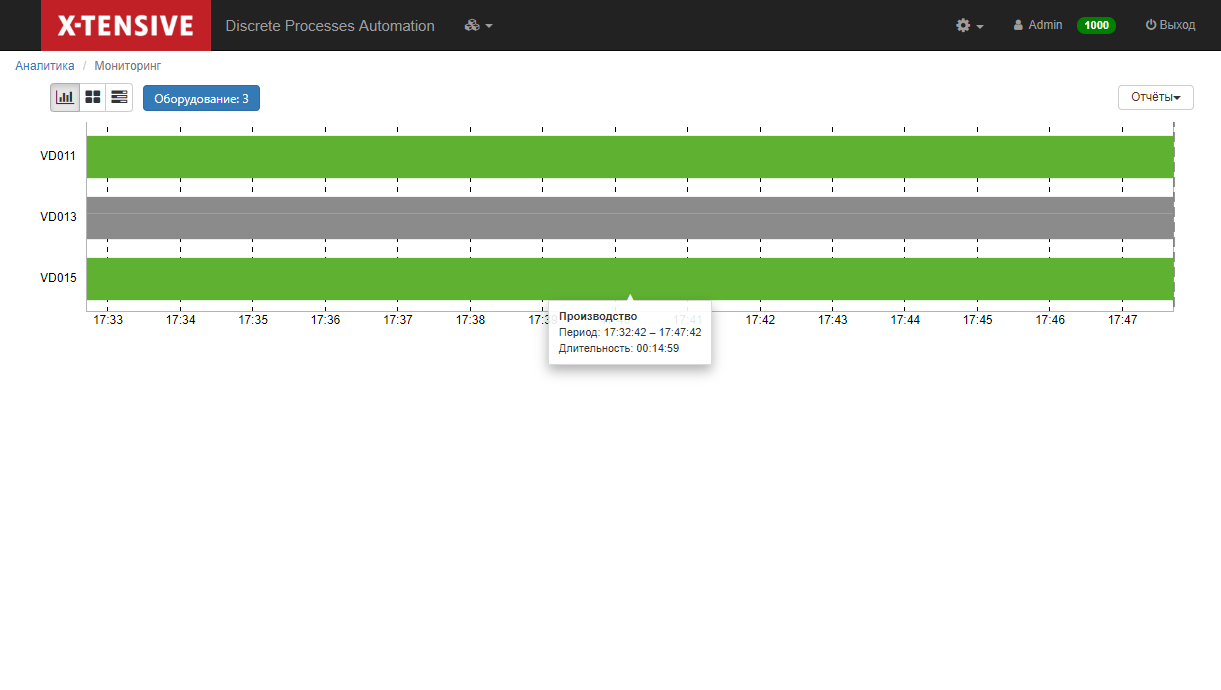 X-TENSIVE Discrete Processes Automation Admin 1000 Выход
Аналитика / Мониторинг
Оборудование: 3 Отчёты
VD011
VD013
VD015
17:33 17:34 17:35 17:36 17:37 17:38 17:39 17:41 17:42 17:43 17:44 17:45 17:46 17:47
Производство
Период: 17:32:42 – 17:47:42
Длительность: 00:14:59